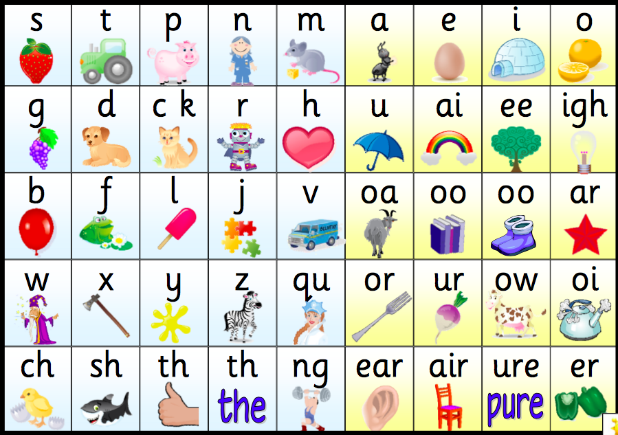 s t p n m a e i o
g d c k r h u ai ee igh
b f l j v oa oo oo ar
w x y z qu or ur ow oi
ch sh th th ng ear air ure er
the pure